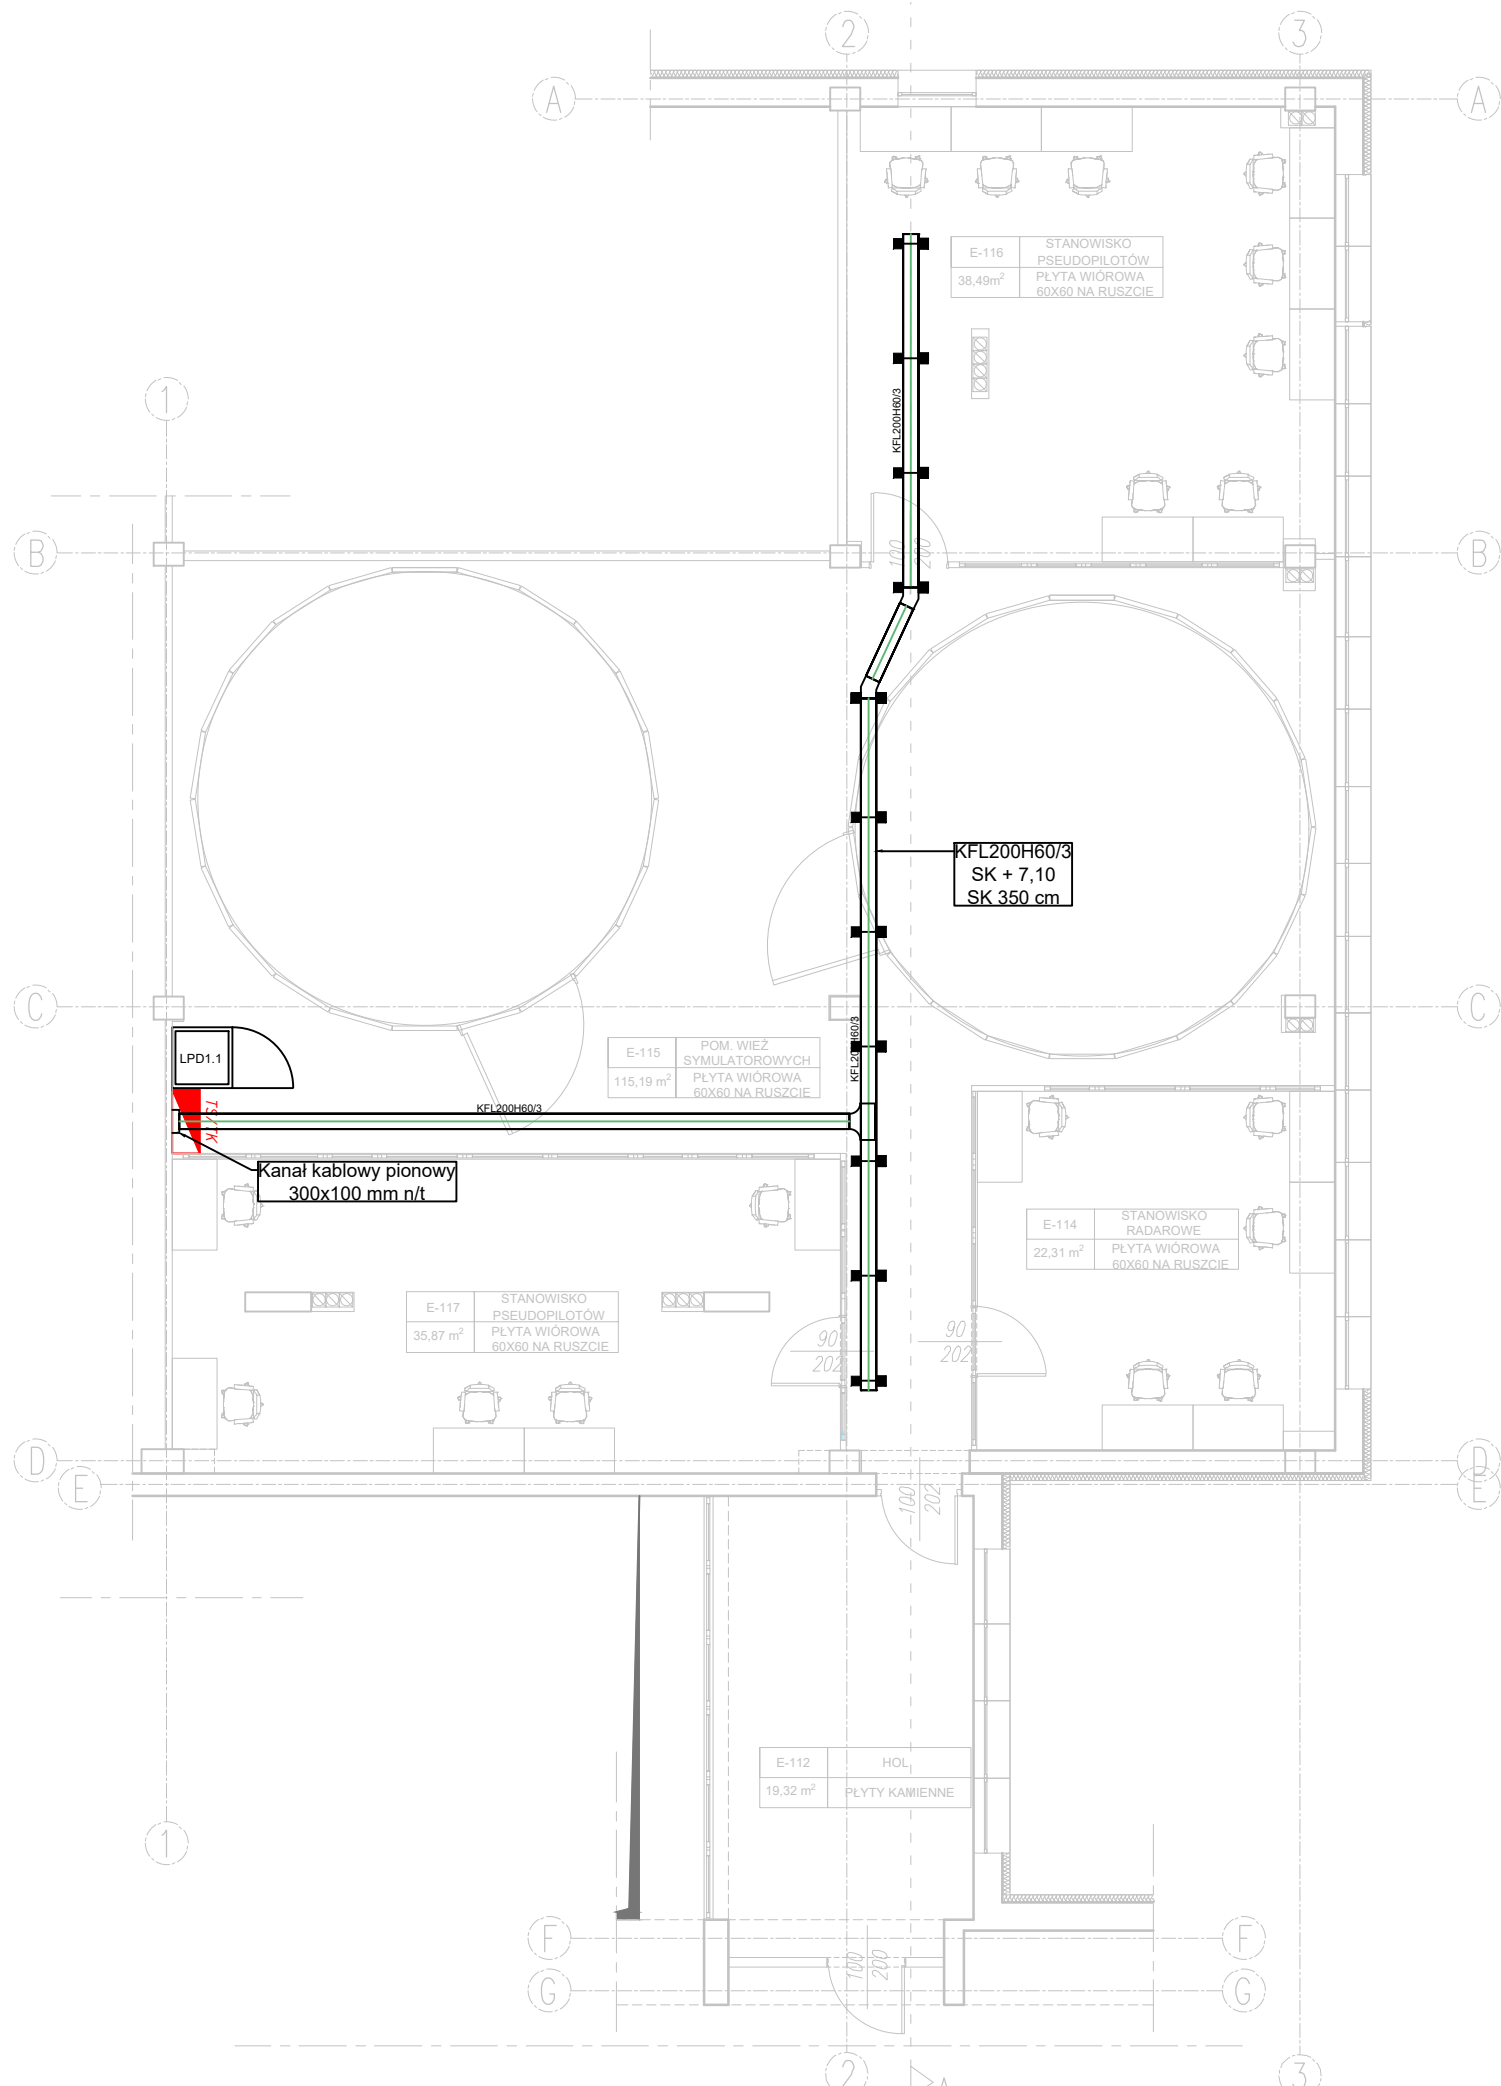 2
3
A
A
E-116
STANOWISKO
PSEUDOPILOTÓW
38,49m²
PŁYTA WIÓROWA
60X60 NA RUSZCIE
KFL200H60/3
1
B
100
200
B
KFL200H60/3
SK + 7,10
SK 350 cm
C
C
LPD1.1
E-115
POM. WIEŻ
SYMULATOROWYCH
115,19 m²
PŁYTA WIÓROWA
60X60 NA RUSZCIE
KFL200H60/3
KFL200H60/3
TS/TK
Kanał kablowy pionowy
300x100 mm n/t
E-114
STANOWISKO
RADAROWE
22,31 m²
PŁYTA WIÓROWA
60X60 NA RUSZCIE
E-117
STANOWISKO
PSEUDOPILOTÓW
35,87 m²
PŁYTA WIÓROWA
60X60 NA RUSZCIE
90
202
90
202
D
D
E
E
100
202
E-112
HOL
19,32 m²
PŁYTY KAMIENNE
1
F
F
100
200
G
G
2
3
A